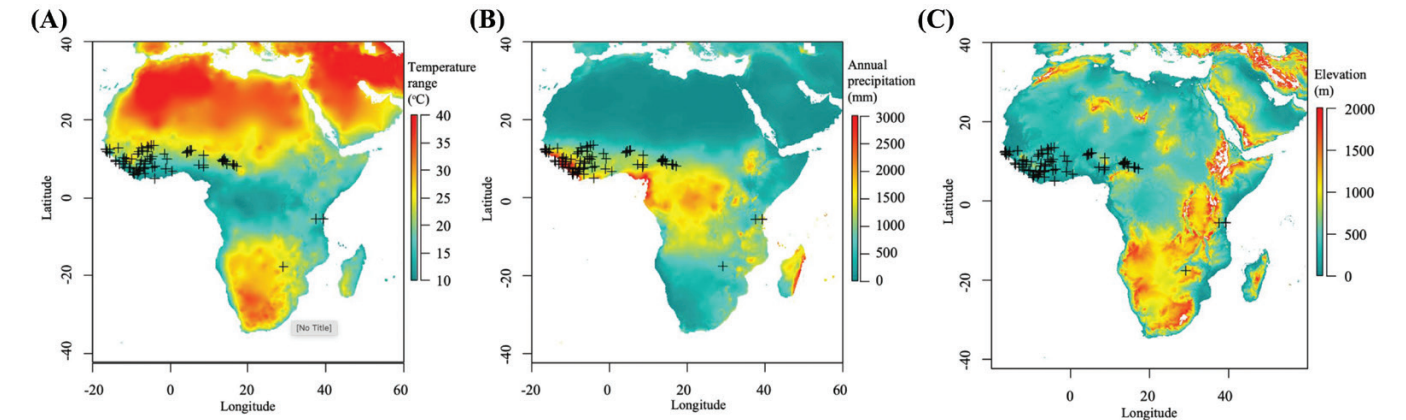 (A)
(B)
(C)
Temperature
range
(°C)
40
35
30
25
20
15
10
40
20
0
-20
-40
Latitude
[No Title]
-20
0
20
40
60
Longitude
Annual
precipitation
(mm)
3000
2500
2000
1500
1000
500
0
40
20
0
-20
-40
Latitude
-20
0
20
40
60
Longitude
Elevation
(m)
2000
1500
1000
500
0
40
20
0
-20
-40
Latitude
0
20
40
Longitude